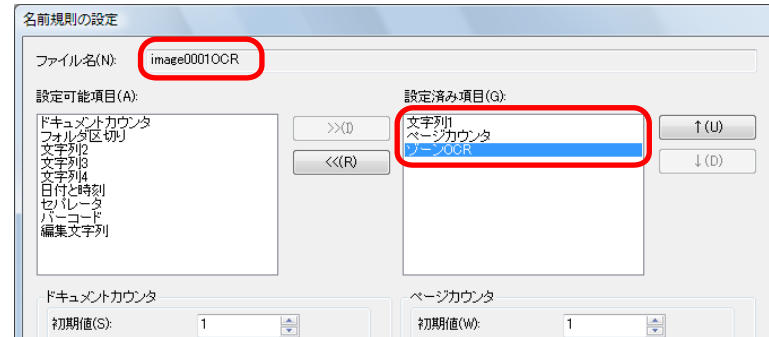 名前規則の設定
ファイル名(N): image0001OCR
設定可能項目(A):
ドキュメントカウンタ
フォルダ区切り
文字列2
文字列3
文字列4
日付と時刻
セパレータ
バーコード
編集文字列
>>(I)
<<(R)
設定済み項目(G):
文字列1
ページカウンタ
ゾーンOCR
↑(U)
↓(D)
ドキュメントカウンタ
初期値(S): 1
ページカウンタ
初期値(W): 1